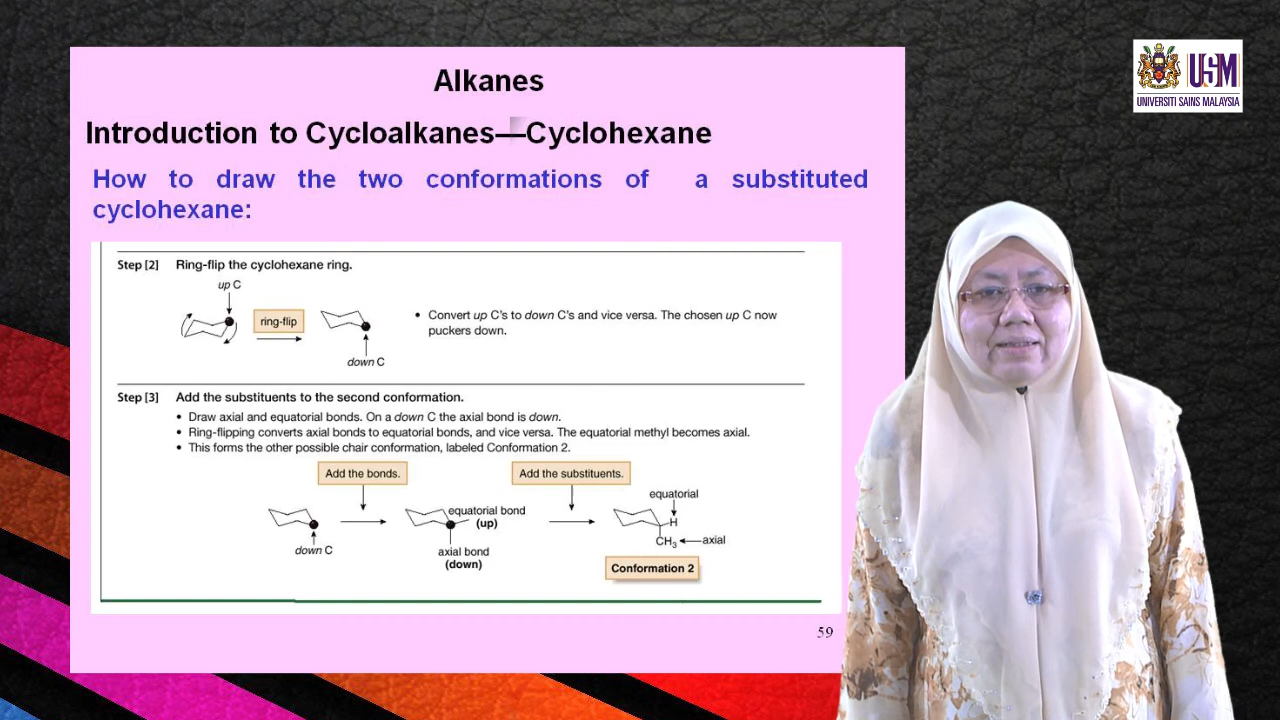 Alkanes
Introduction to Cycloalkanes—Cyclohexane
How to draw the two conformations of a substituted
cyclohexane:
Step [2] Ring-flip the cyclohexane ring.
up C
ring-flip
• Convert up C's to down C's and vice versa. The chosen up C now
puckers down.
down C
Step [3] Add the substituents to the second conformation.
• Draw axial and equatorial bonds. On a down C the axial bond is down.
• Ring-flipping converts axial bonds to equatorial bonds, and vice versa. The equatorial methyl becomes axial.
• This forms the other possible chair conformation, labeled Conformation 2.
Add the bonds.
Add the substituents.
equatorial
equatorial bond
(up)
H
CH3
axial
down C
axial bond
(down)
Conformation 2
59
USM
UNIVERSITI SAINS MALAYSIA